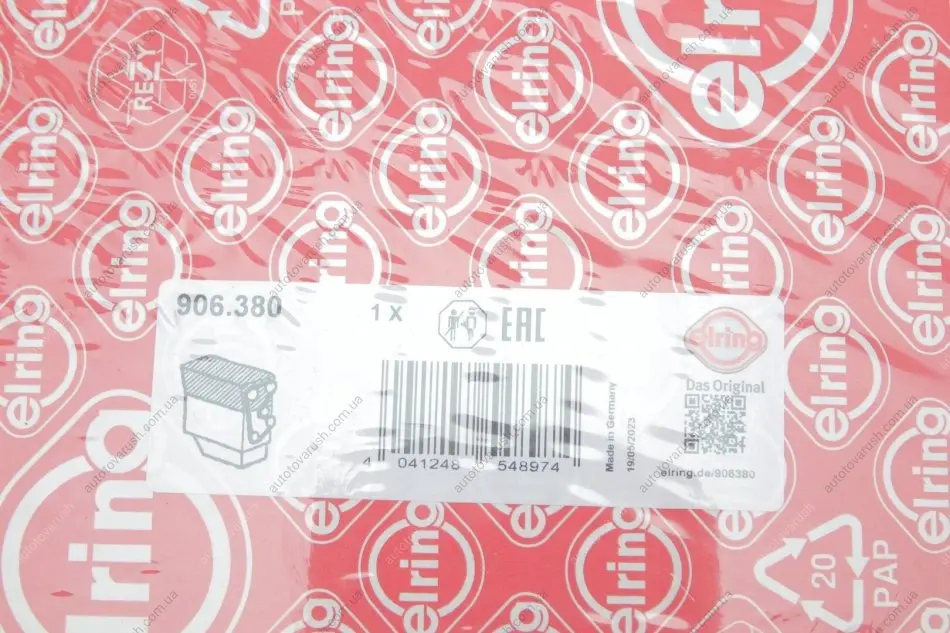 906.380
1 X
EAC
elring
Das Original
4 041248 548974
Made in Germany
19/05/2023
elring.de/906380
RESY
elring
20
PAP
autotovarush.com.ua